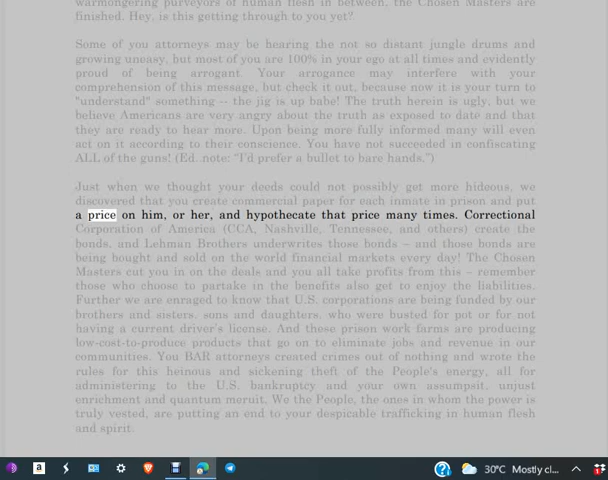 warmongering purveyors of human flesh in between, the Chosen Masters are
finished. Hey, is this getting through to you yet?
Some of you attorneys may be hearing the not so distant jungle drums and
growing uneasy, but most of you are 100% in your ego at all times and evidently
proud of being arrogant. Your arrogance may interfere with your
comprehension of this message, but check it out, because now it is your turn to
"understand" something -- the jig is up babe! The truth herein is ugly, but we
believe Americans are very angry about the truth as exposed to date and that
they are ready to hear more. Upon being more fully informed many will even
act on it according to their conscience. You have not succeeded in confiscating
ALL of the guns! (Ed. note: "I'd prefer a bullet to bare hands.")
Just when we thought your deeds could not possibly get more hideous, we
discovered that you create commercial paper for each inmate in prison and put
a price on him, or her, and hypothecate that price many times. Correctional
Corporation of America (CCA, Nashville, Tennessee, and others) create the
bonds, and Lehman Brothers underwrites those bonds – and those bonds are
being bought and sold on the world financial markets every day! The Chosen
Masters cut you in on the deals and you all take profits from this – remember
those who choose to partake in the benefits also get to enjoy the liabilities.
Further we are enraged to know that U.S. corporations are being funded by our
brothers and sisters, sons and daughters, who were busted for pot or for not
having a current driver's license. And these prison work farms are producing
low-cost-to-produce products that go on to eliminate jobs and revenue in our
communities. You BAR attorneys created crimes out of nothing and wrote the
rules for this heinous and sickening theft of the People's energy, all for
administering to the U.S. bankruptcy and your own assumpsit, unjust
enrichment and quantum meruit. We the People, the ones in whom the power is
truly vested, are putting an end to your despicable trafficking in human flesh
and spirit.
30°C Mostly cl...